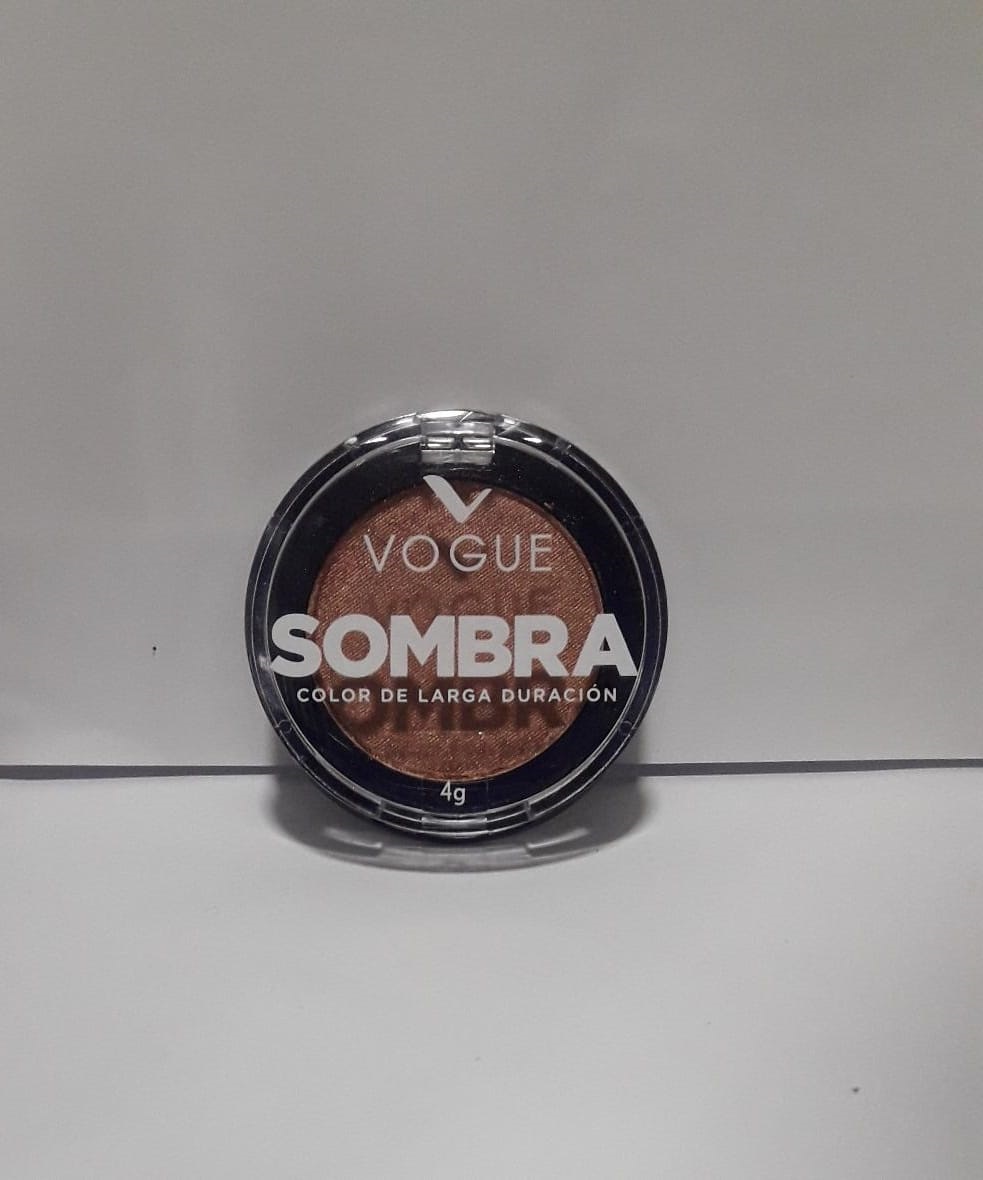 VOGUE
SOMBRA
COLOR DE LARGA DURACIÓN
4g